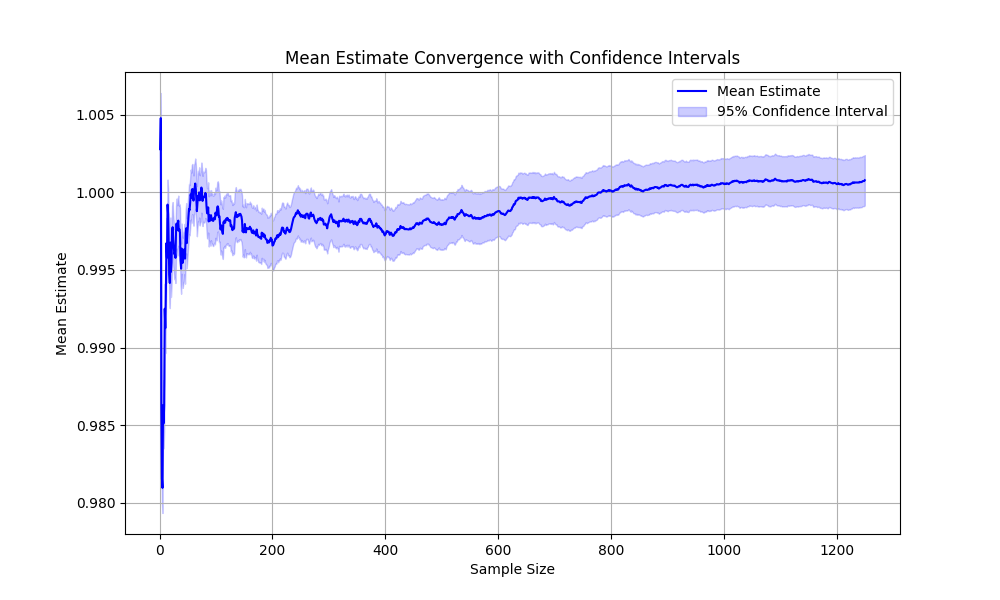 Mean Estimate Convergence with Confidence Intervals
Mean Estimate
95% Confidence Interval
1.005
1.000
0.995
0.990
0.985
0.980
Mean Estimate
0
200
400
600
800
1000
1200
Sample Size